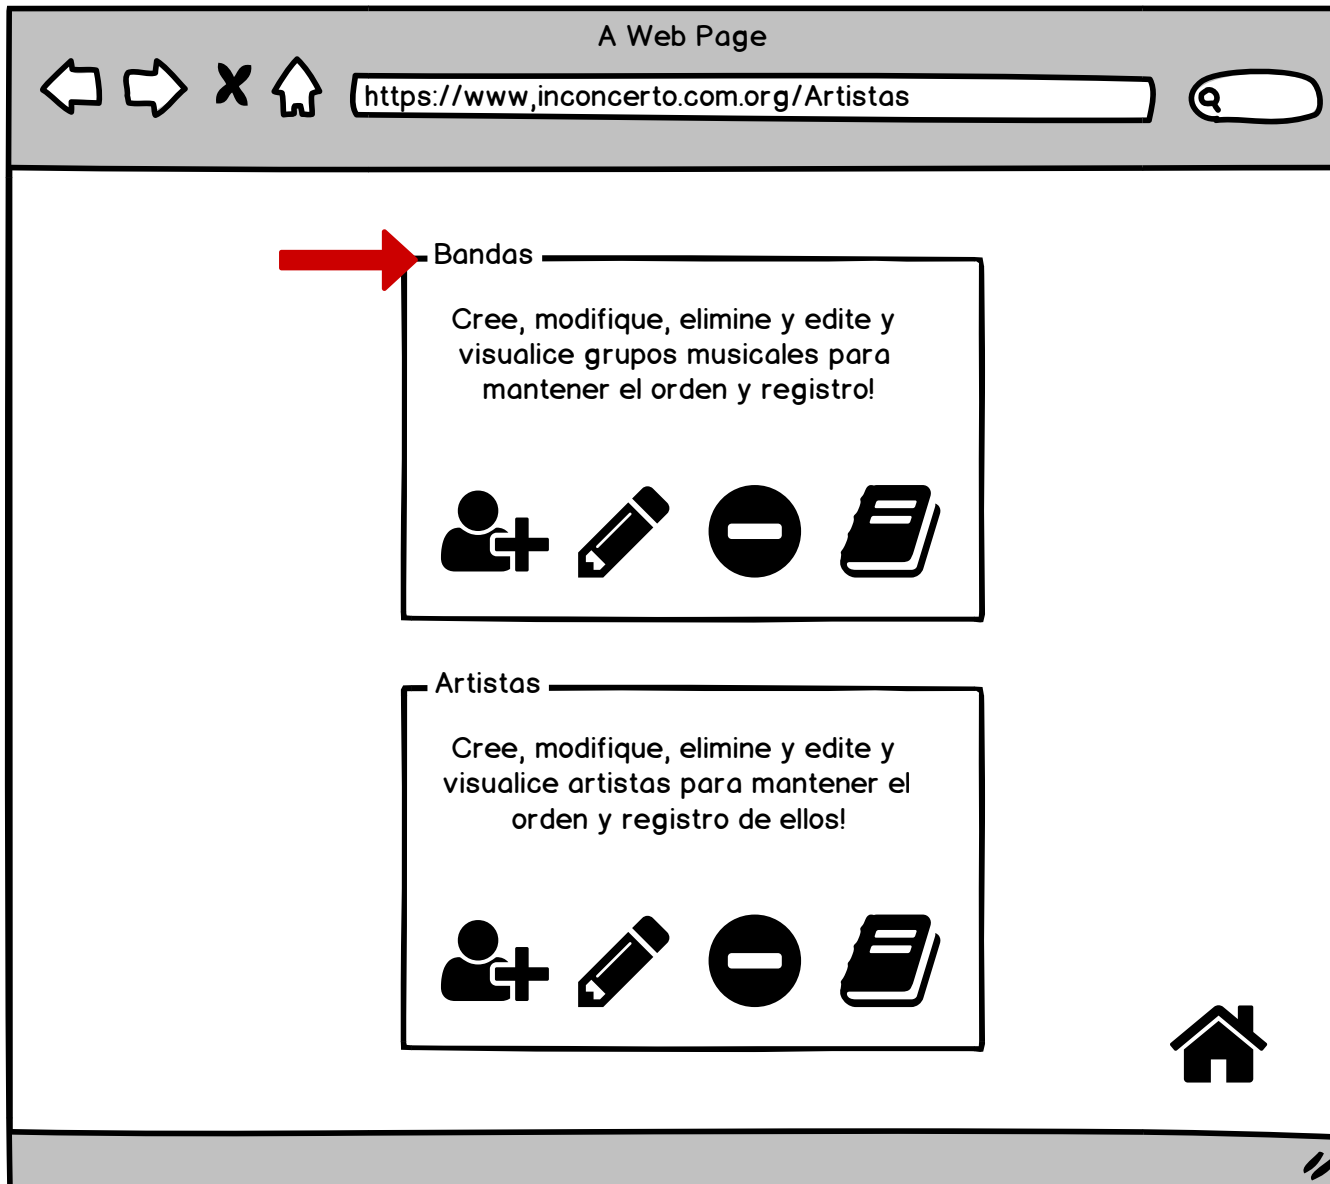 A Web Page
https://www,inconcerto.com.org/Artistas
Bandas
Cree, modifique, elimine y edite y
visualice grupos musicales para
mantener el orden y registro!
Artistas
Cree, modifique, elimine y edite y
visualice artistas para mantener el
orden y registro de ellos!